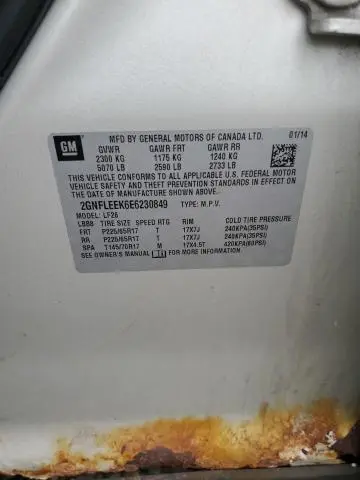 GM
MFD BY GENERAL MOTORS OF CANADA LTD. 01/14
GVWR GAWR FRT GAWR RR
2300 KG 1175 KG 1240 KG
5070 LB 2590 LB 2733 LB
THIS VEHICLE CONFORMS TO ALL APPLICABLE U.S. FEDERAL MOTOR
VEHICLE SAFETY, BUMPER, AND THEFT PREVENTION STANDARDS IN
EFFECT ON THE DATE OF MANUFACTURE SHOWN ABOVE.
2GNFLEEK6E6230849 TYPE: M.P.V.
MODEL: LF26
LBBB TIRE SIZE SPEED RTG RIM COLD TIRE PRESSURE
FRT P225/65R17 T 17X7J 240KPA(35PSI)
RR P225/65R17 T 17X7J 240KPA(35PSI)
SPA T145/70R17 M 17X4.5T 420KPA(60PSI)
SEE OWNER'S MANUAL FOR MORE INFORMATION.